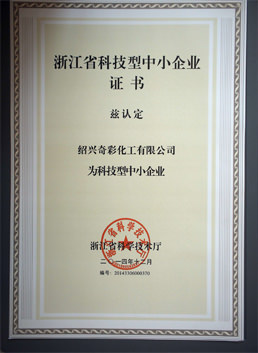 浙江省科技型中小企业
证书
兹认定
绍兴奇彩化工有限公司
为科技型中小企业
浙江省科学技术厅
二〇一四年十二月